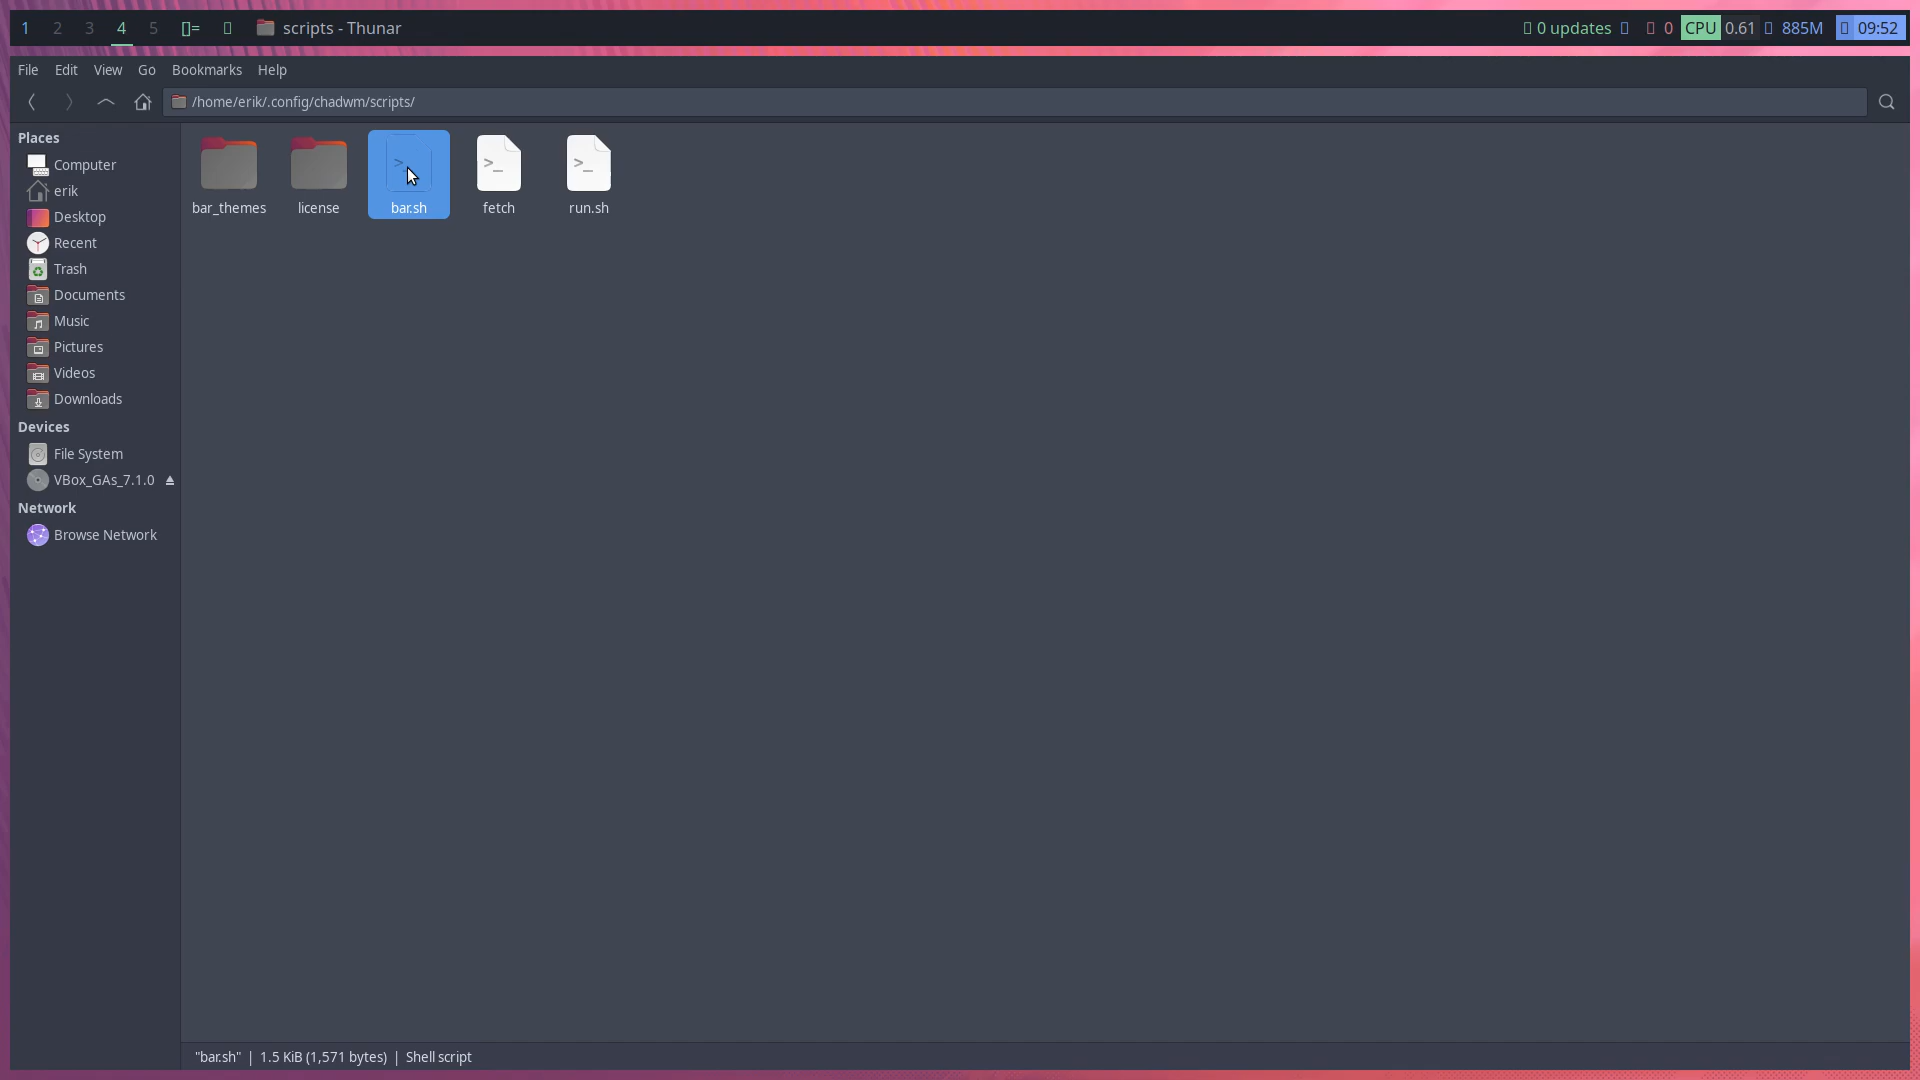 1 2 3 4 5 []= scripts - Thunar 0 updates 0 CPU 0.61 885M 09:52
File Edit View Go Bookmarks Help
/home/erik/.config/chadwm/scripts/
Places
Computer
erik
Desktop
Recent
Trash
Documents
Music
Pictures
Videos
Downloads
Devices
File System
VBox_GAs_7.1.0
Network
Browse Network
>_ >_ >_
bar_themes license bar.sh fetch run.sh
"bar.sh" | 1.5 KiB (1,571 bytes) | Shell script